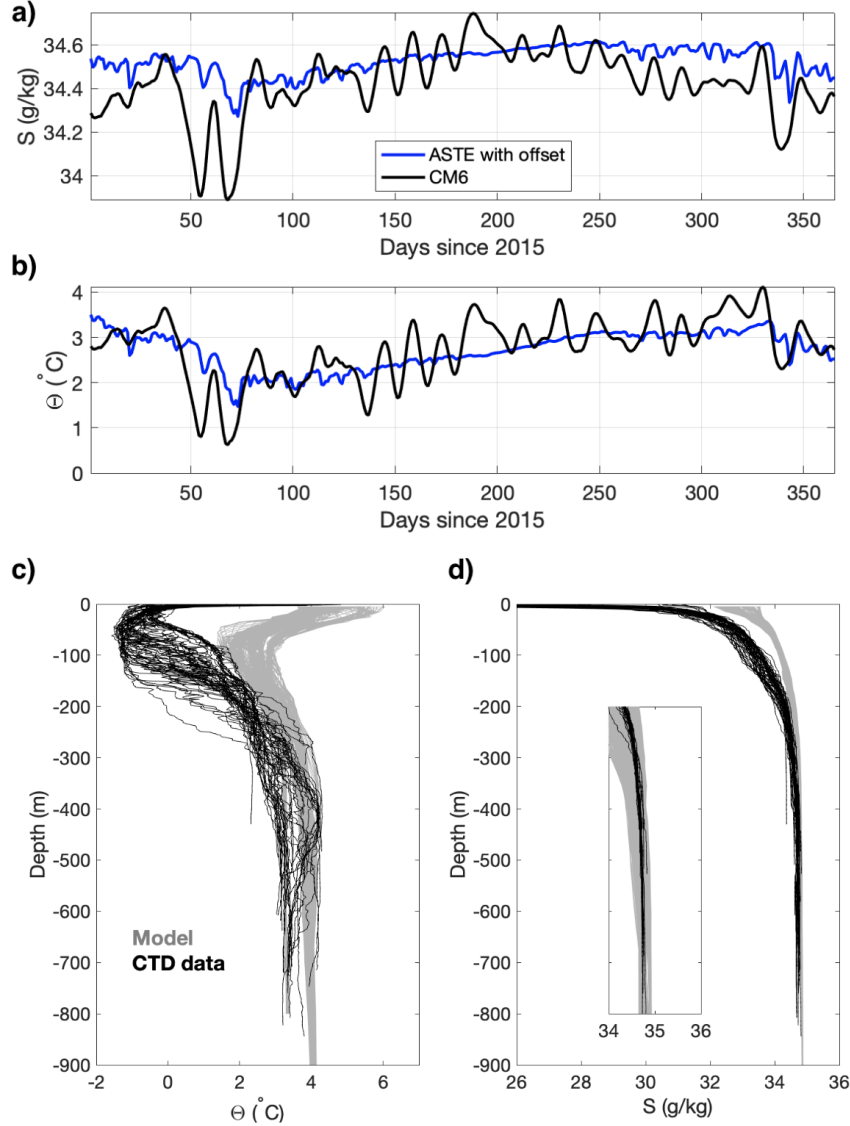 a)
34.6
34.4
34.2
34
S (g/kg)
ASTE with offset
CM6
50 100 150 200 250 300 350
Days since 2015
b)
4
3
2
1
0
Θ (°C)
50 100 150 200 250 300 350
Days since 2015
c)
0
-100
-200
-300
-400
-500
-600
-700
-800
-900
Depth (m)
Model
CTD data
-2 0 2 4 6
Θ (°C)
d)
0
-100
-200
-300
-400
-500
-600
-700
-800
-900
Depth (m)
34 35 36
26 28 30 32 34 36
S (g/kg)